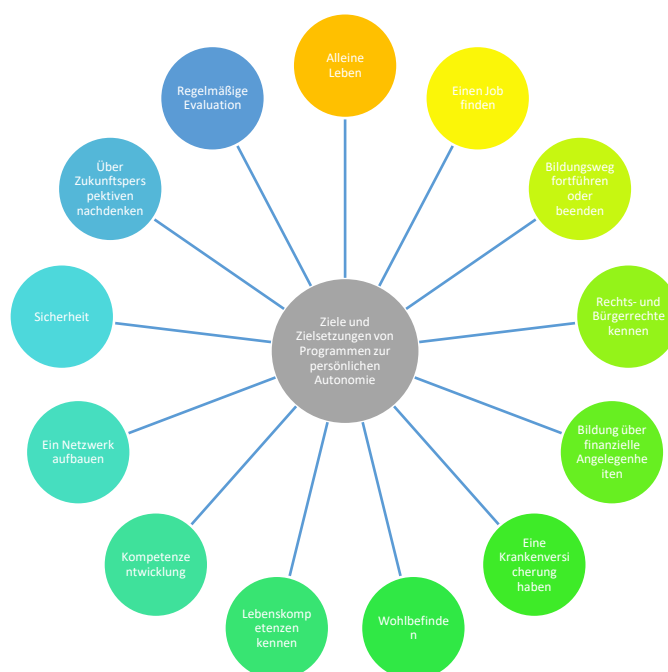 Alleine
Leben
Einen Job
finden
Bildungsweg
fortführen
oder
beenden
Rechts- und
Bürgerrechte
kennen
Bildung über
finanzielle
Angelegenhe
iten
Eine
Krankenversi
cherung
haben
Wohlbefinde
n
Lebenskomp
etenzen
kennen
Kompetenze
ntwicklung
Ein Netzwerk
aufbauen
Sicherheit
Über
Zukunftspers
pektiven
nachdenken
Regelmäßige
Evaluation
Ziele und
Zielsetzungen von
Programmen zur
persönlichen
Autonomie